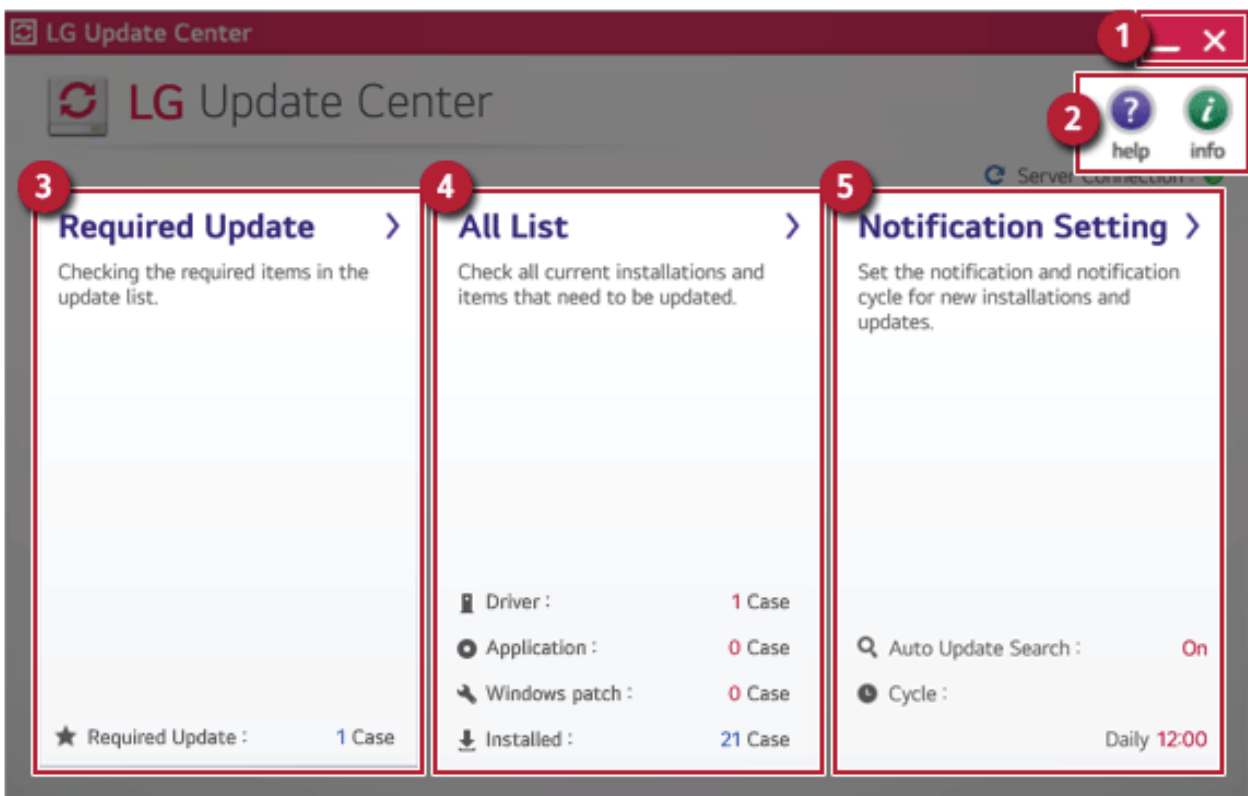 LG Update Center
1
LG Update Center
2
help
info
Server Connection :
3
Required Update
Checking the required items in the
update list.
Required Update : 1 Case
4
All List
Check all current installations and
items that need to be updated.
Driver : 1 Case
Application : 0 Case
Windows patch : 0 Case
Installed : 21 Case
5
Notification Setting
Set the notification and notification
cycle for new installations and
updates.
Auto Update Search : On
Cycle :
Daily 12:00